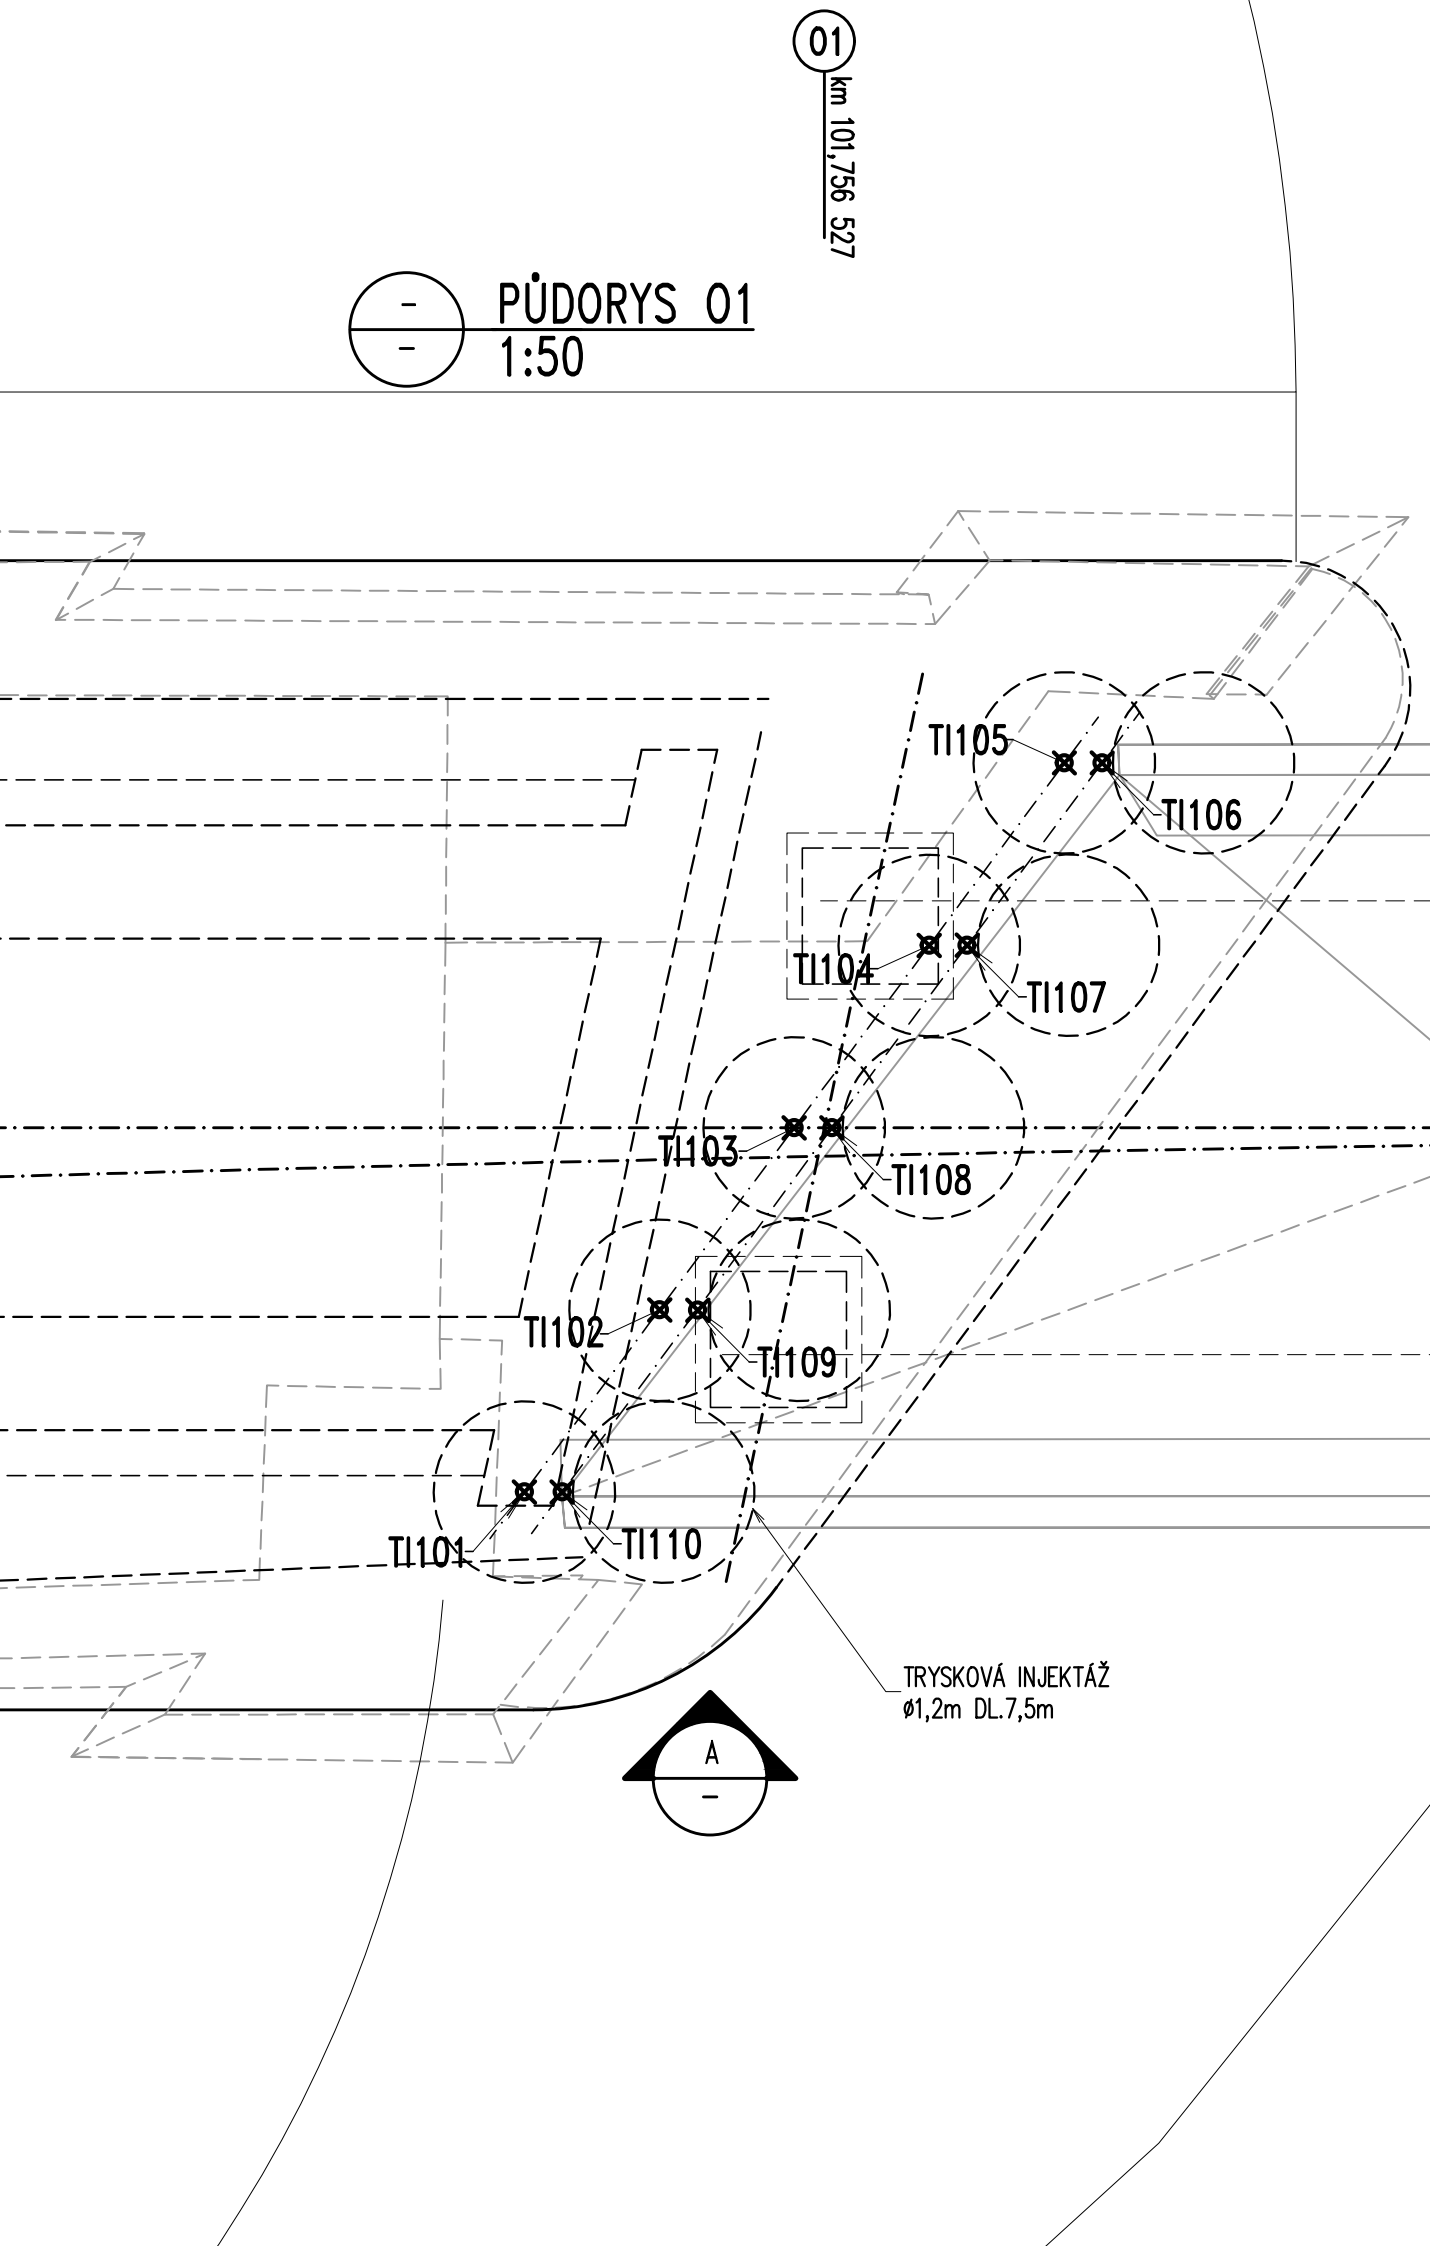 01
km 101,756 527
-
-
PŮDORYS 01
1:50
TI105
TI106
TI104
TI107
TI103
TI108
TI102
TI109
TI101
TI110
TRYSKOVÁ INJEKTÁŽ
ø1,2m DL.7,5m
A
-